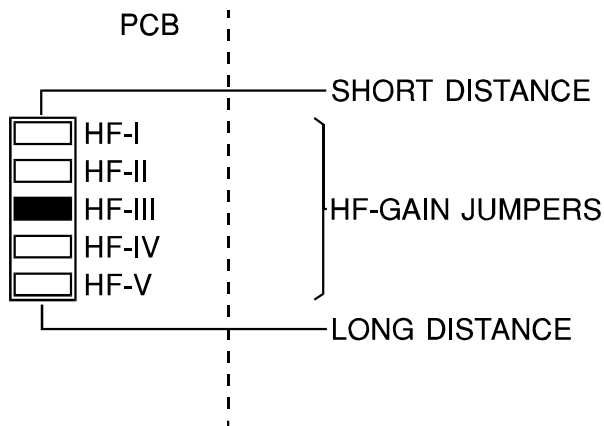 PCB
SHORT DISTANCE
HF-I
HF-II
HF-III
HF-IV
HF-V
HF-GAIN JUMPERS
LONG DISTANCE